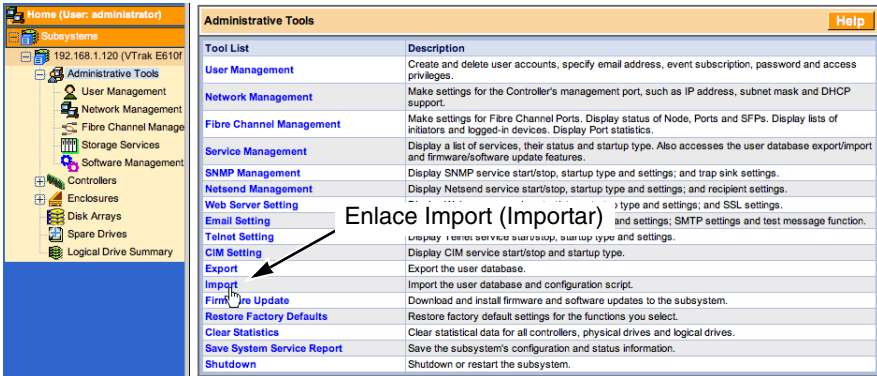 Home (User: administrator)
Subsystems
192.168.1.120 (VTrak E610f
Administrative Tools
User Management
Network Management
Fibre Channel Manage
Storage Services
Software Management
Controllers
Enclosures
Disk Arrays
Spare Drives
Logical Drive Summary
Administrative Tools
Help
Tool List Description
User Management Create and delete user accounts, specify email address, event subscription, password and access
privileges.
Network Management Make settings for the Controller's management port, such as IP address, subnet mask and DHCP
support.
Fibre Channel Management Make settings for Fibre Channel Ports. Display status of Node, Ports and SFPs. Display lists of
initiators and logged-in devices. Display Port statistics.
Service Management Display a list of services, their status and startup type. Also accesses the user database export/import
and firmware/software update features.
SNMP Management Display SNMP service start/stop, startup type and settings; and trap sink settings.
Netsend Management Display Netsend service start/stop, startup type and settings; and recipient settings.
Web Server Setting type and settings; and SSL settings.
Enlace Import (Importar)
Email Setting and settings; SMTP settings and test message function.
Telnet Setting Display Telnet service start/stop, startup type and settings.
CIM Setting Display CIM service start/stop and startup type.
Export Export the user database.
Import Import the user database and configuration script.
Firmware Update Download and install firmware and software updates to the subsystem.
Restore Factory Defaults Restore factory default settings for the functions you select.
Clear Statistics Clear statistical data for all controllers, physical drives and logical drives.
Save System Service Report Save the subsystem's configuration and status information.
Shutdown Shutdown or restart the subsystem.